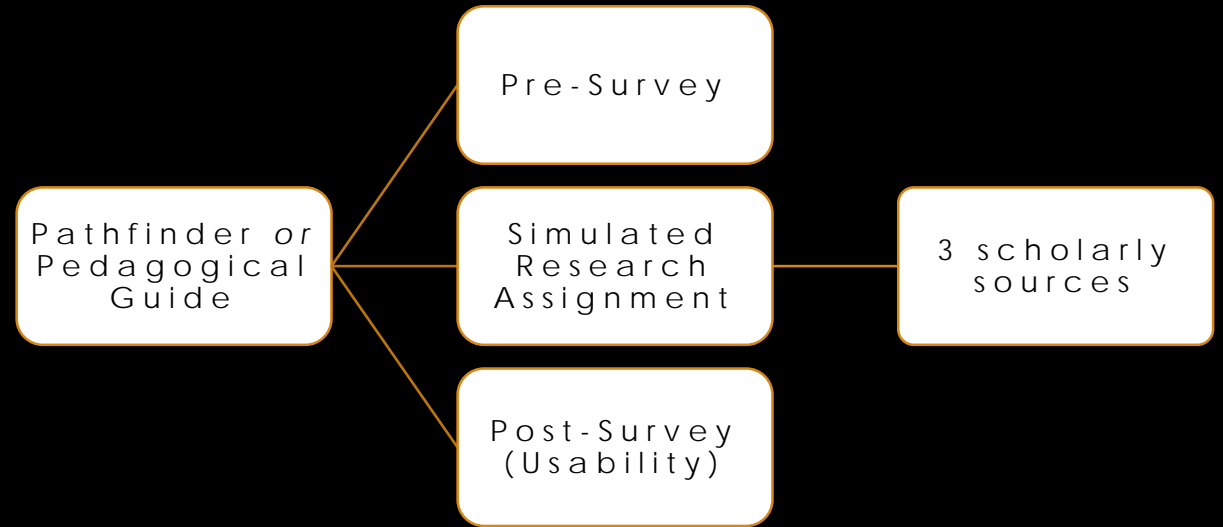 Pathfinder or
Pedagogical
Guide
Pre-Survey
Simulated
Research
Assignment
3 scholarly
sources
Post-Survey
(Usability)